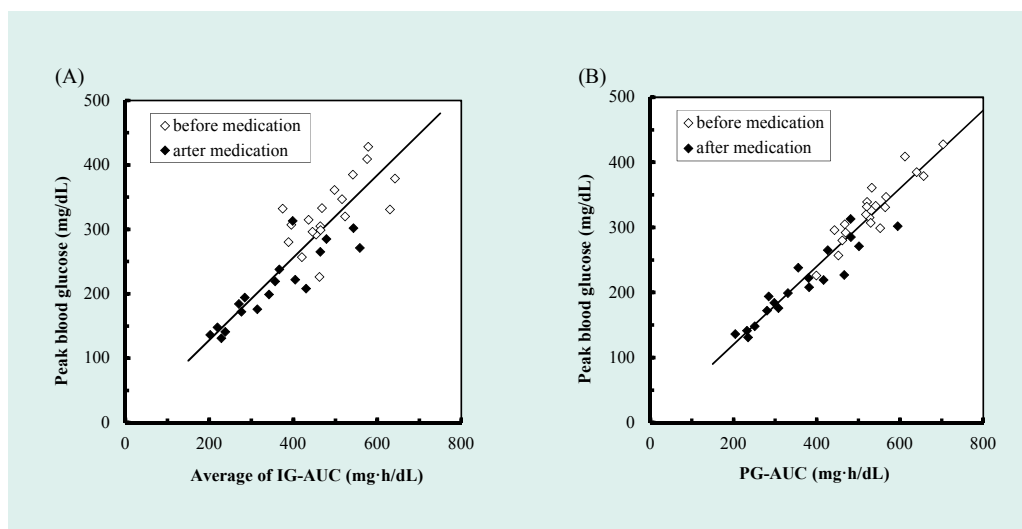 (A)
500
400
300
200
100
0
Peak blood glucose (mg/dL)
before medication
arter medication
0 200 400 600 800
Average of IG-AUC (mg·h/dL)
(B)
500
400
300
200
100
0
Peak blood glucose (mg/dL)
before medication
after medication
0 200 400 600 800
PG-AUC (mg·h/dL)